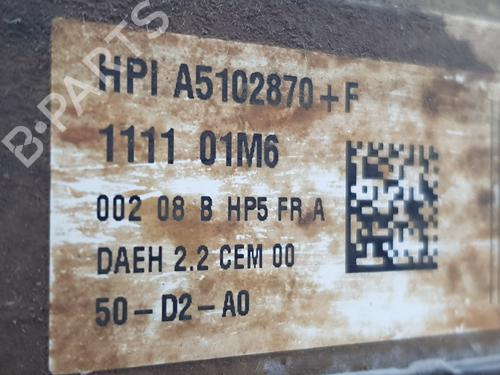 B-PARTS
HPI A5102870+F
1111 01M6
002 08 B HP5 FR A
DAEH 2.2 CEM 00
50-D2-A0